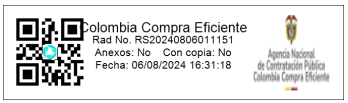 Colombia Compra Eficiente
Rad No. RS20240806011151
Anexos: No Con copia: No
Fecha: 06/08/2024 16:31:18
Agencia Nacional
de Contratación Pública
Colombia Compra Eficiente